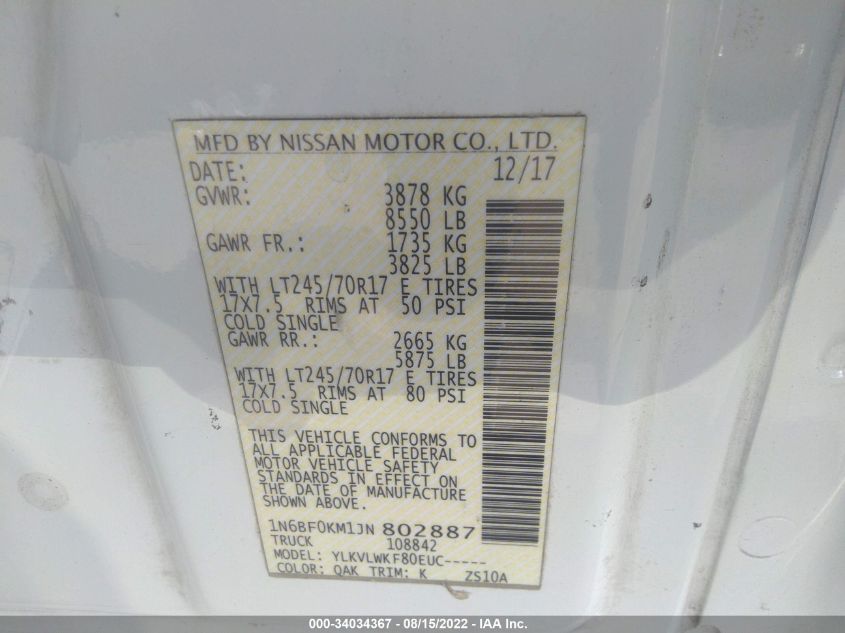 MFD BY NISSAN MOTOR CO., LTD.
DATE: 12/17
GVWR: 3878 KG
8550 LB
GAWR FR.: 1735 KG
3825 LB
WITH LT245/70R17 E TIRES
17X7.5 RIMS AT 50 PSI
COLD SINGLE
GAWR RR.: 2665 KG
5875 LB
WITH LT245/70R17 E TIRES
17X7.5 RIMS AT 80 PSI
COLD SINGLE
THIS VEHICLE CONFORMS TO
ALL APPLICABLE FEDERAL
MOTOR VEHICLE SAFETY
STANDARDS IN EFFECT ON
THE DATE OF MANUFACTURE
SHOWN ABOVE.
1N6BF0KM1JN802887
TRUCK 108842
MODEL: YLKVLWKF80EUC-----
COLOR: QAK TRIM: K ZS10A
000-34034367 - 08/15/2022 - IAA Inc.